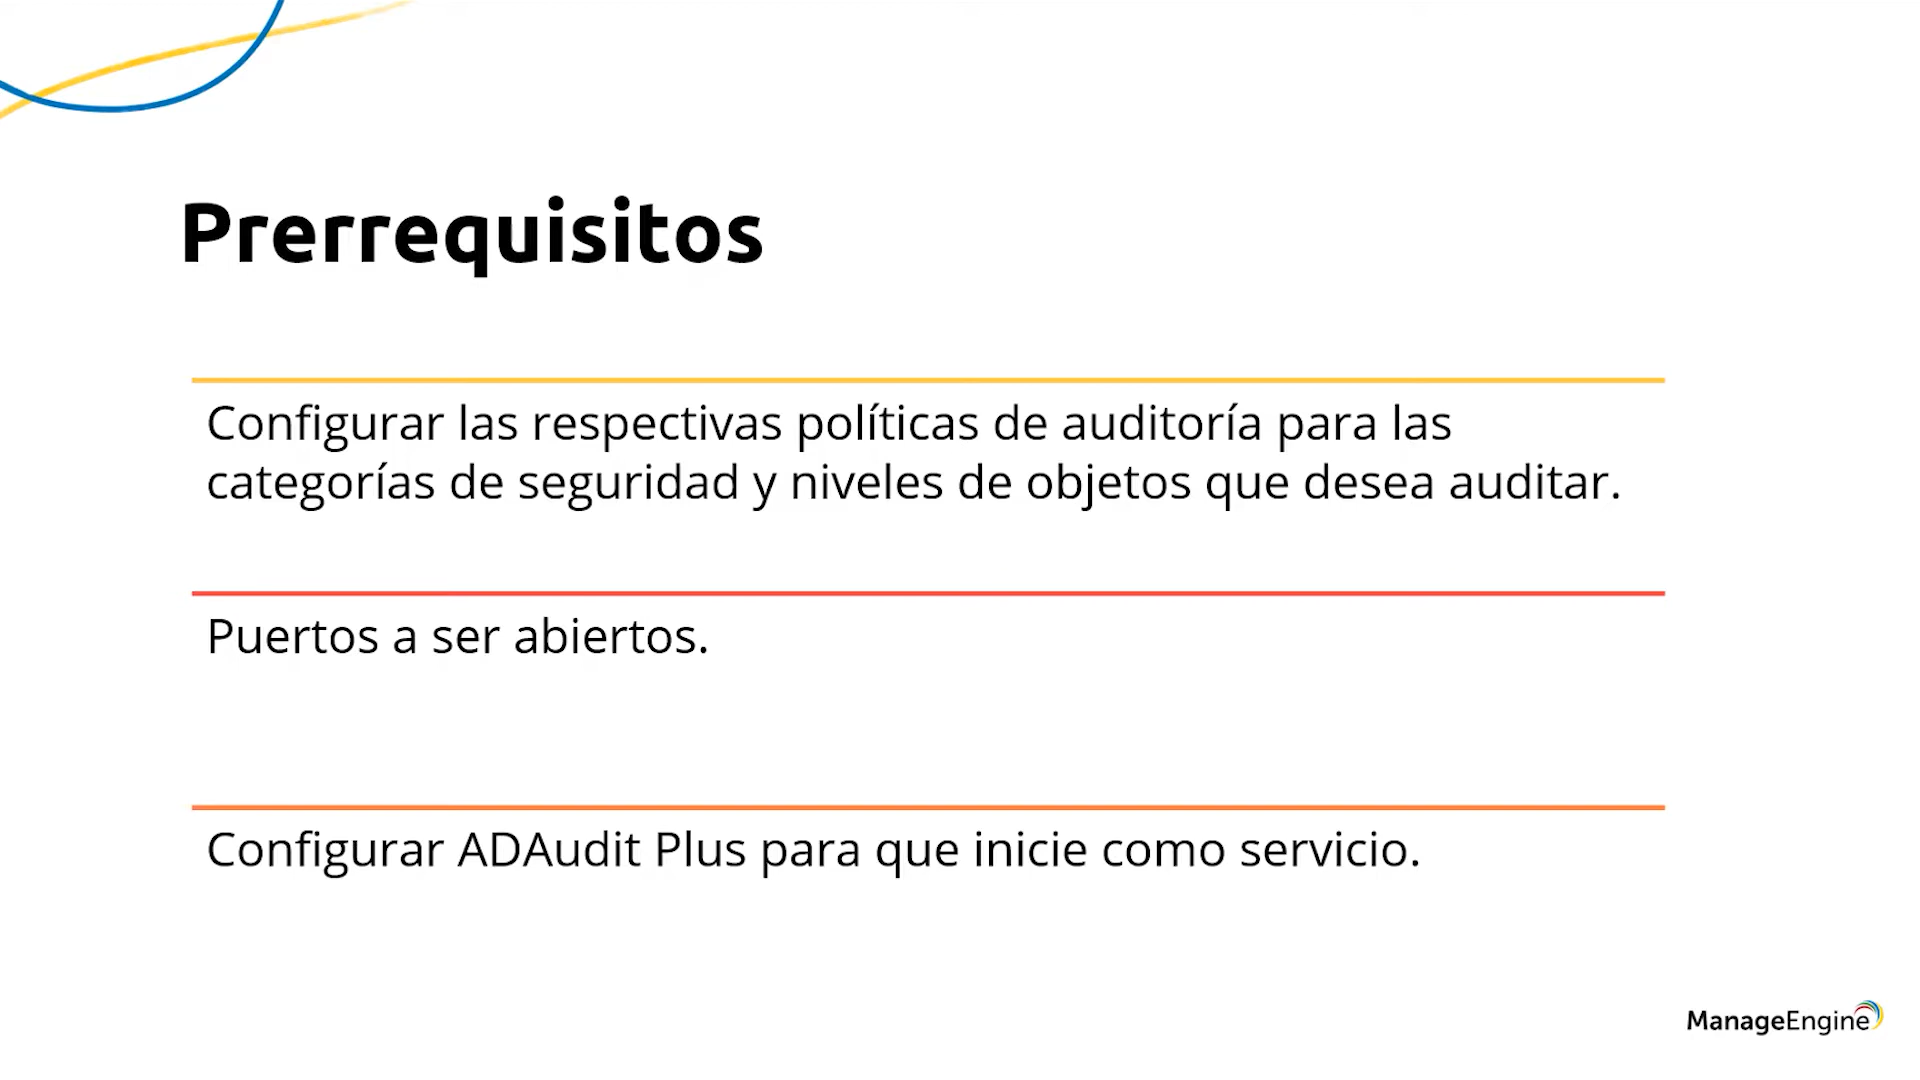 Prerrequisitos
Configurar las respectivas políticas de auditoría para las
categorías de seguridad y niveles de objetos que desea auditar.
Puertos a ser abiertos.
Configurar ADAudit Plus para que inicie como servicio.
ManageEngine